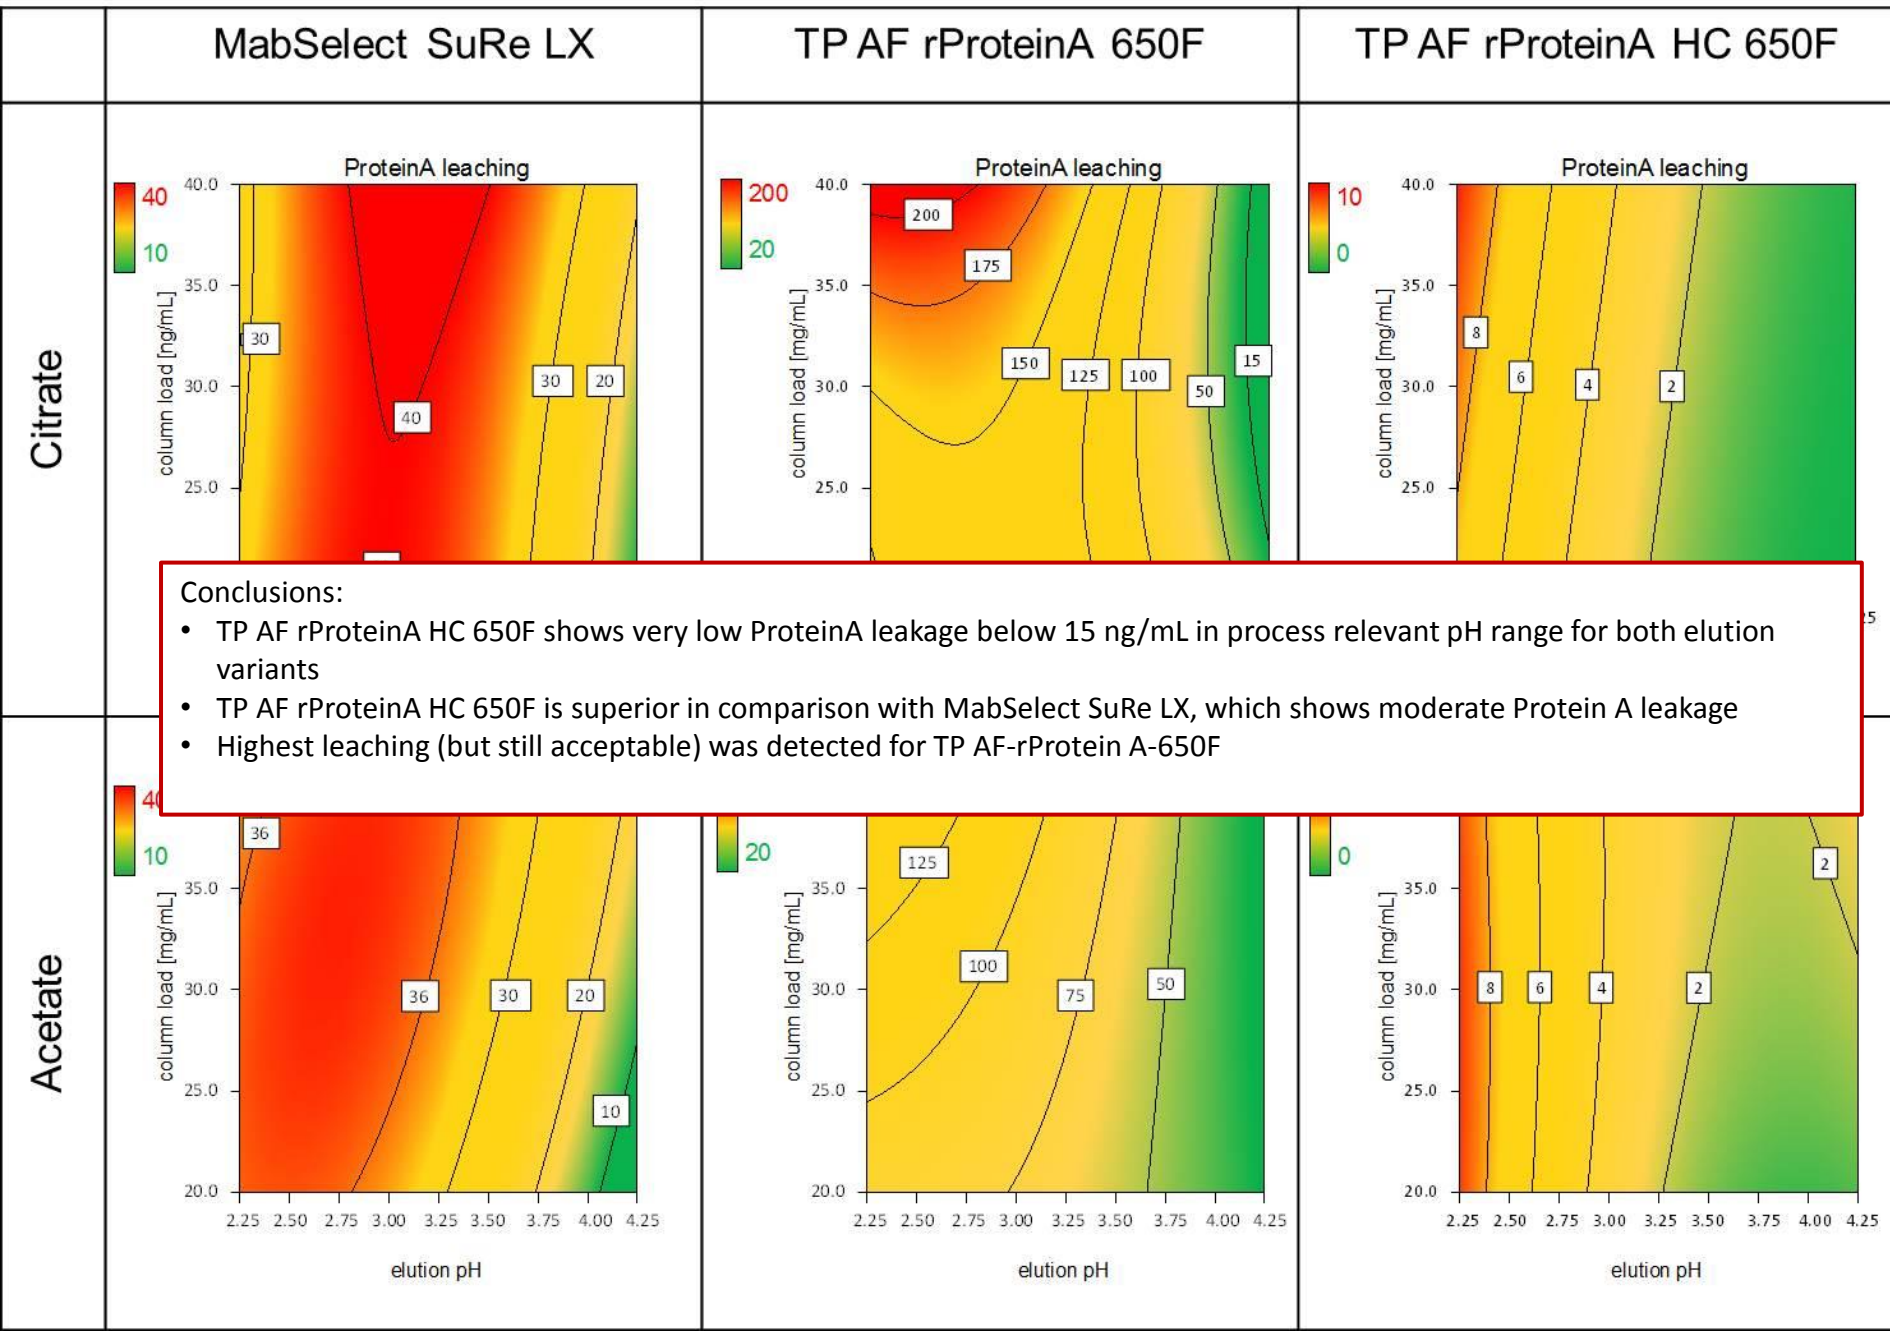 MabSelect SuRe LX
TP AF rProteinA 650F
TP AF rProteinA HC 650F
Citrate
ProteinA leaching
40
10
column load [ng/mL]
40.0
35.0
30.0
25.0
30
40
30
20
ProteinA leaching
200
20
column load [mg/mL]
40.0
35.0
30.0
25.0
200
175
150
125
100
50
15
ProteinA leaching
10
0
column load [mg/mL]
40.0
35.0
30.0
25.0
8
6
4
2
Conclusions:
• TP AF rProteinA HC 650F shows very low ProteinA leakage below 15 ng/mL in process relevant pH range for both elution
variants
• TP AF rProteinA HC 650F is superior in comparison with MabSelect SuRe LX, which shows moderate Protein A leakage
• Highest leaching (but still acceptable) was detected for TP AF-rProtein A-650F
Acetate
10
column load [mg/mL]
35.0
30.0
25.0
20.0
36
36
30
20
10
2.25 2.50 2.75 3.00 3.25 3.50 3.75 4.00 4.25
elution pH
20
column load [mg/mL]
35.0
30.0
25.0
20.0
125
100
75
50
2.25 2.50 2.75 3.00 3.25 3.50 3.75 4.00 4.25
elution pH
0
column load [mg/mL]
35.0
30.0
25.0
20.0
2
8
6
4
2
2.25 2.50 2.75 3.00 3.25 3.50 3.75 4.00 4.25
elution pH